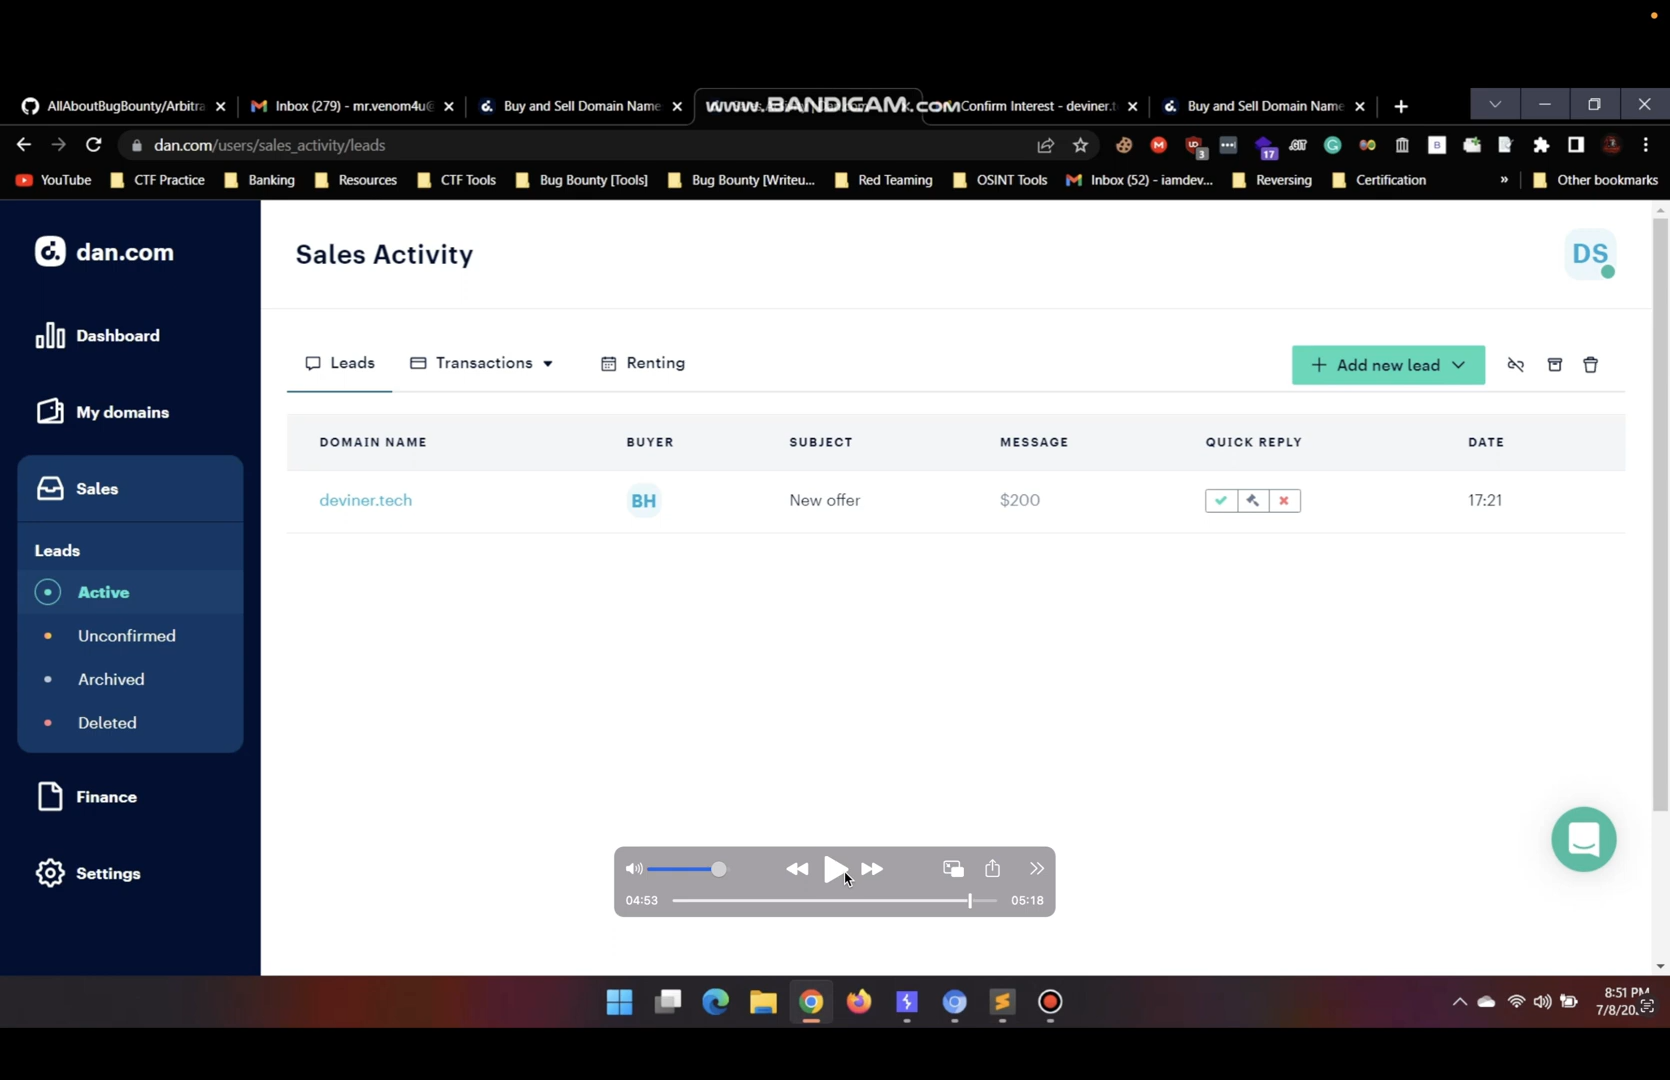 AllAboutBugBounty/Arbitra
Inbox (279) - mr.venom4u@
Buy and Sell Domain Name
www.BANDICAM.com
Confirm Interest - deviner.t
Buy and Sell Domain Name
dan.com/users/sales_activity/leads
3
17
.GIT
B
YouTube
CTF Practice
Banking
Resources
CTF Tools
Bug Bounty [Tools]
Bug Bounty [Writeu...
Red Teaming
OSINT Tools
Inbox (52) - iamdev...
Reversing
Certification
»
Other bookmarks
dan.com
Dashboard
My domains
Sales
Leads
Active
Unconfirmed
Archived
Deleted
Finance
Settings
Sales Activity
DS
Leads
Transactions
Renting
+ Add new lead
DOMAIN NAME BUYER SUBJECT MESSAGE QUICK REPLY DATE
deviner.tech BH New offer $200 17:21
04:53
05:18
8:51 PM